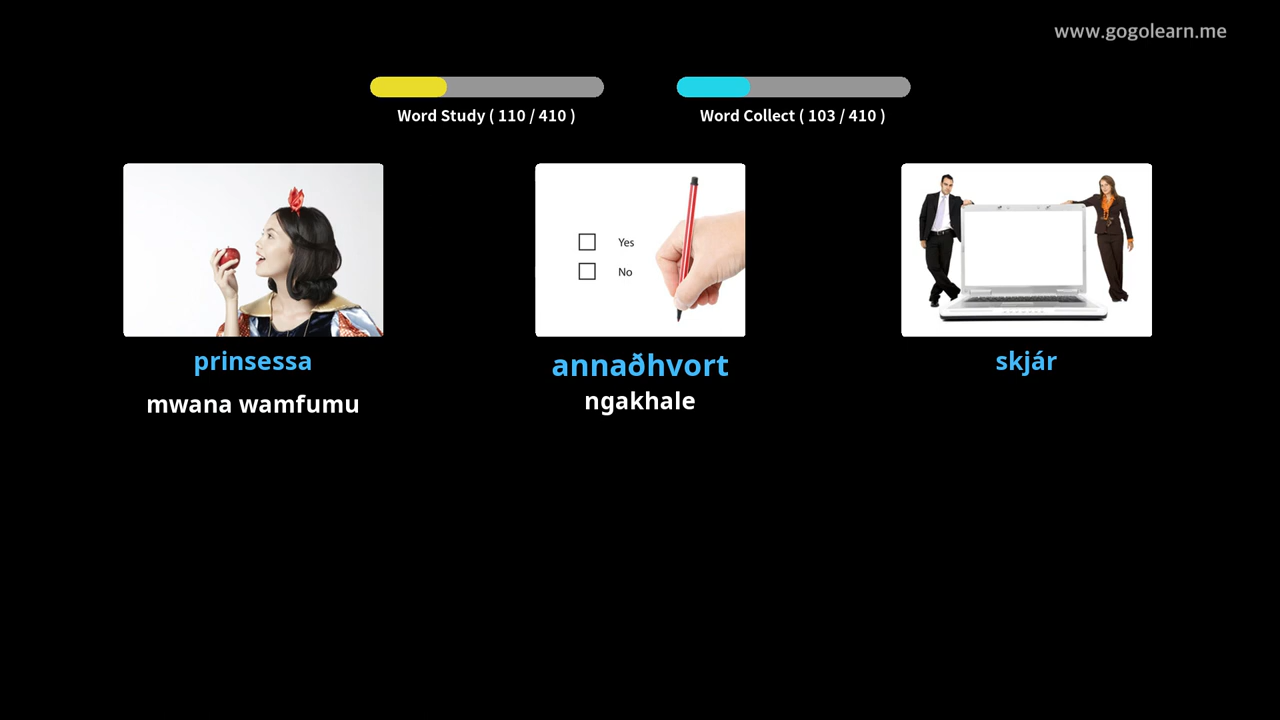 www.gogolearn.me
Word Study ( 110 / 410 )
Word Collect ( 103 / 410 )
Yes
No
prinsessa
mwana wamfumu
annaðhvort
ngakhale
skjár